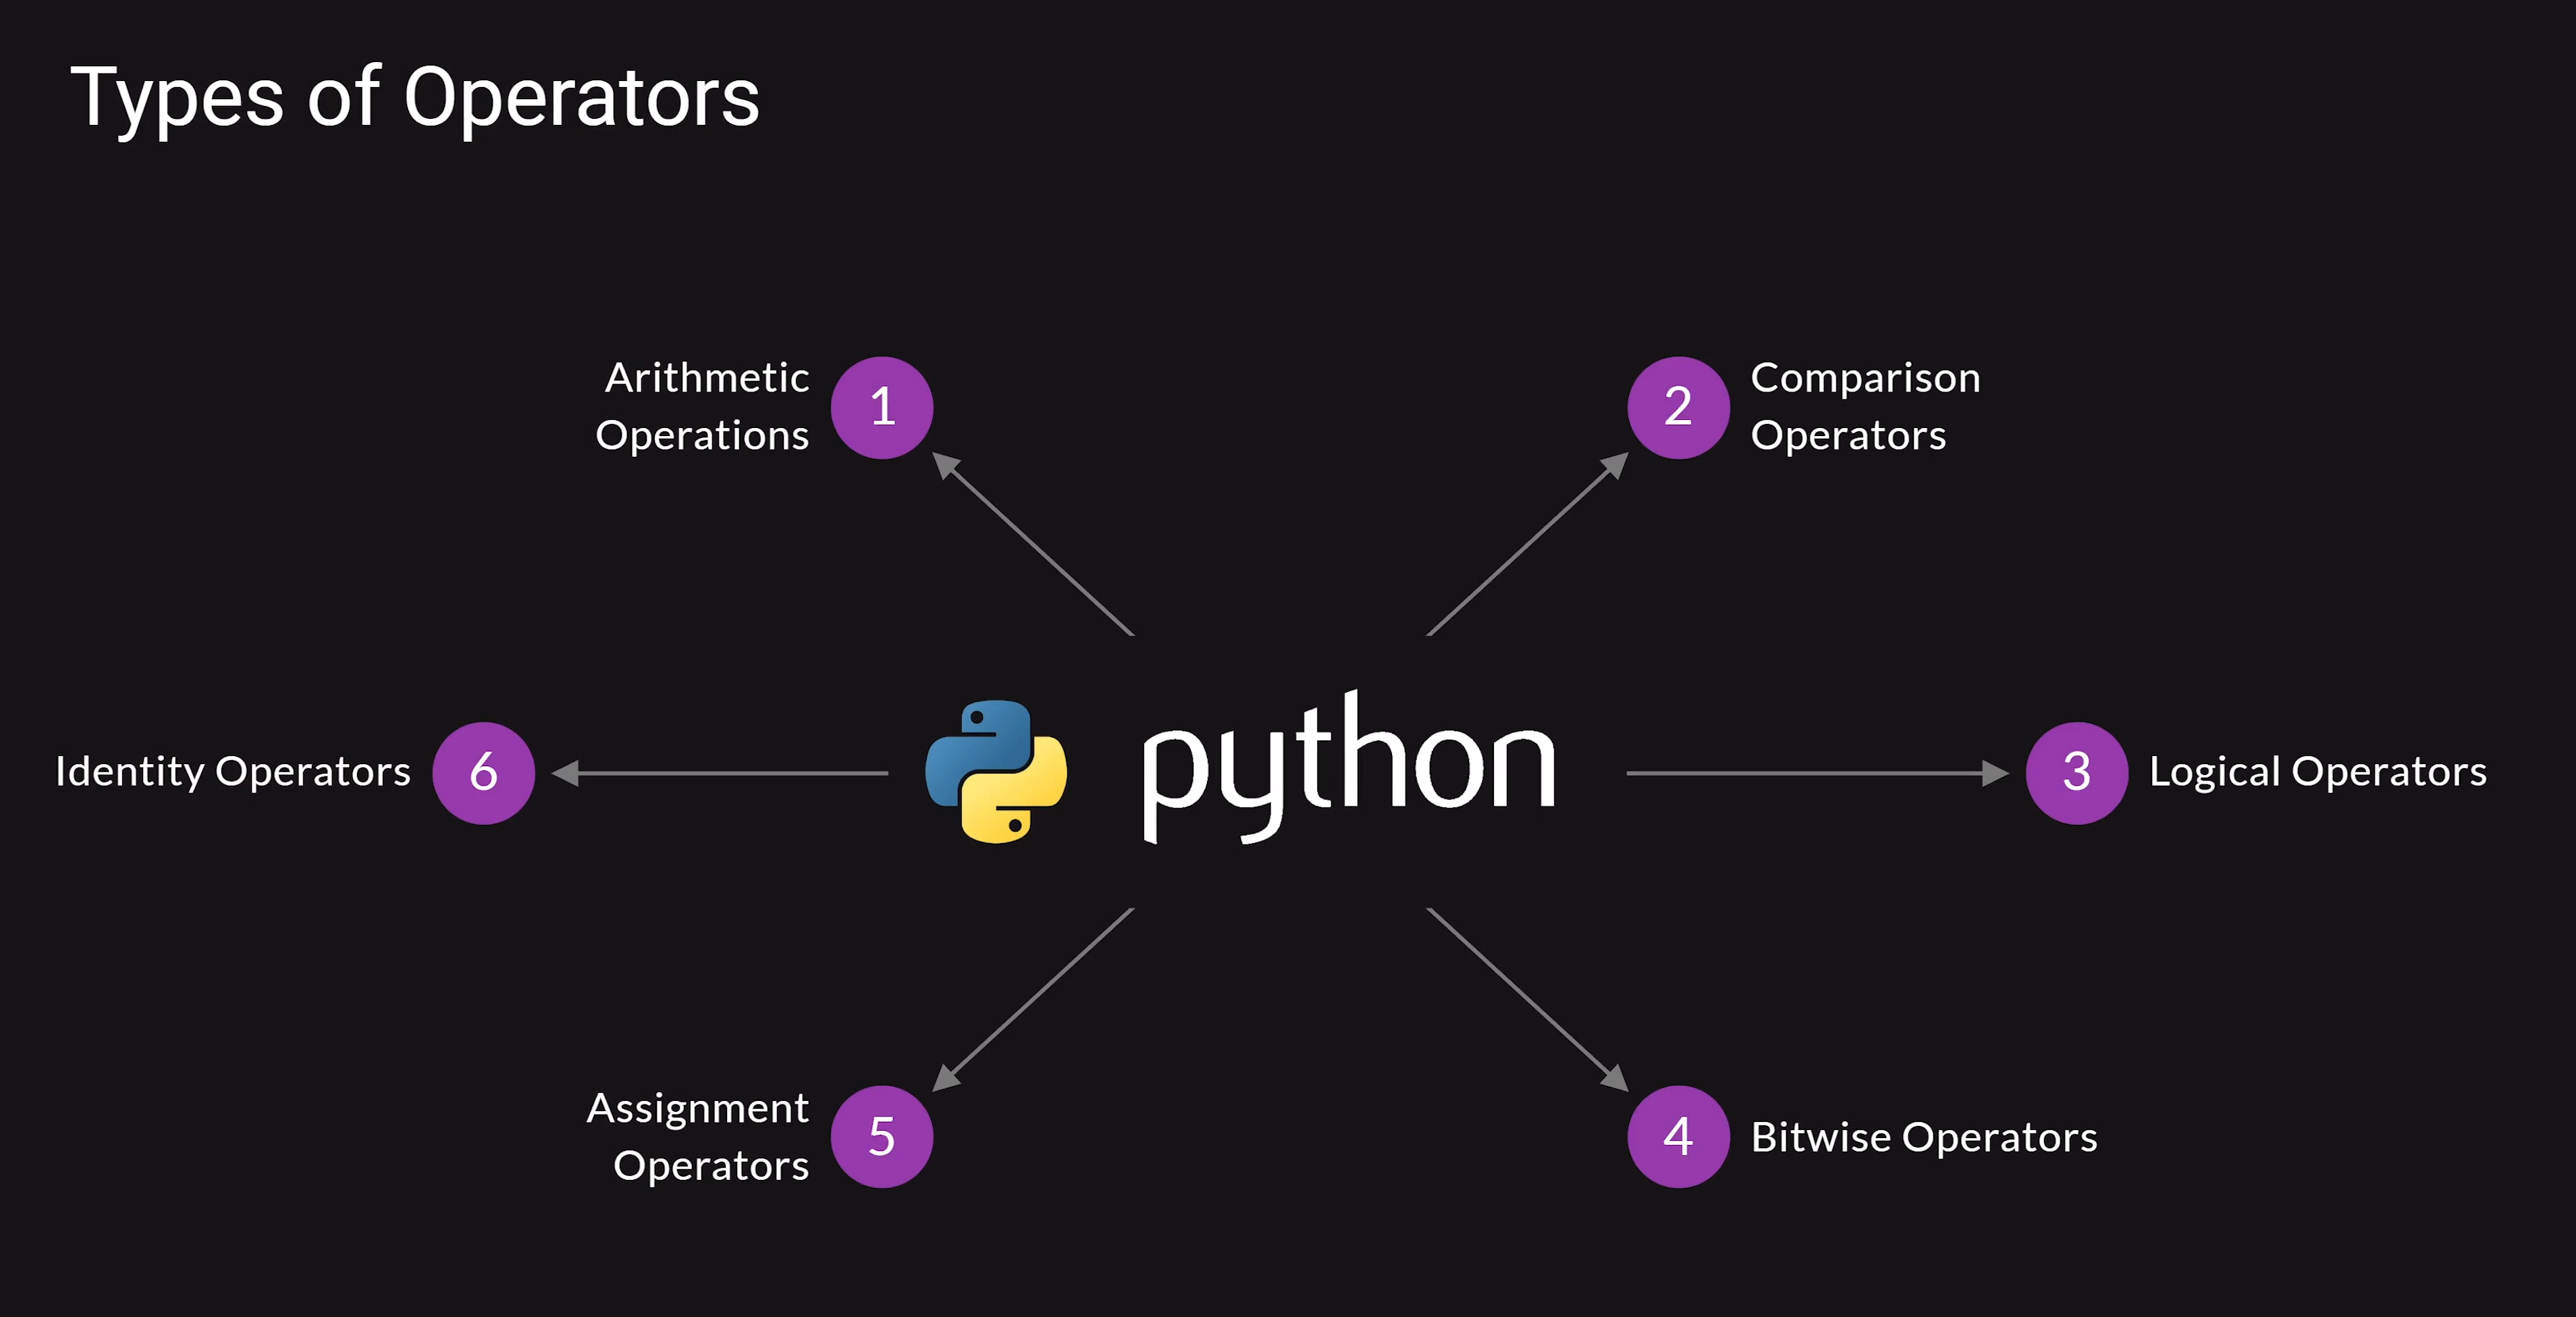 Types of Operators
Arithmetic
Operations
1
2
Comparison
Operators
Identity Operators
6
python
3
Logical Operators
Assignment
Operators
5
4
Bitwise Operators